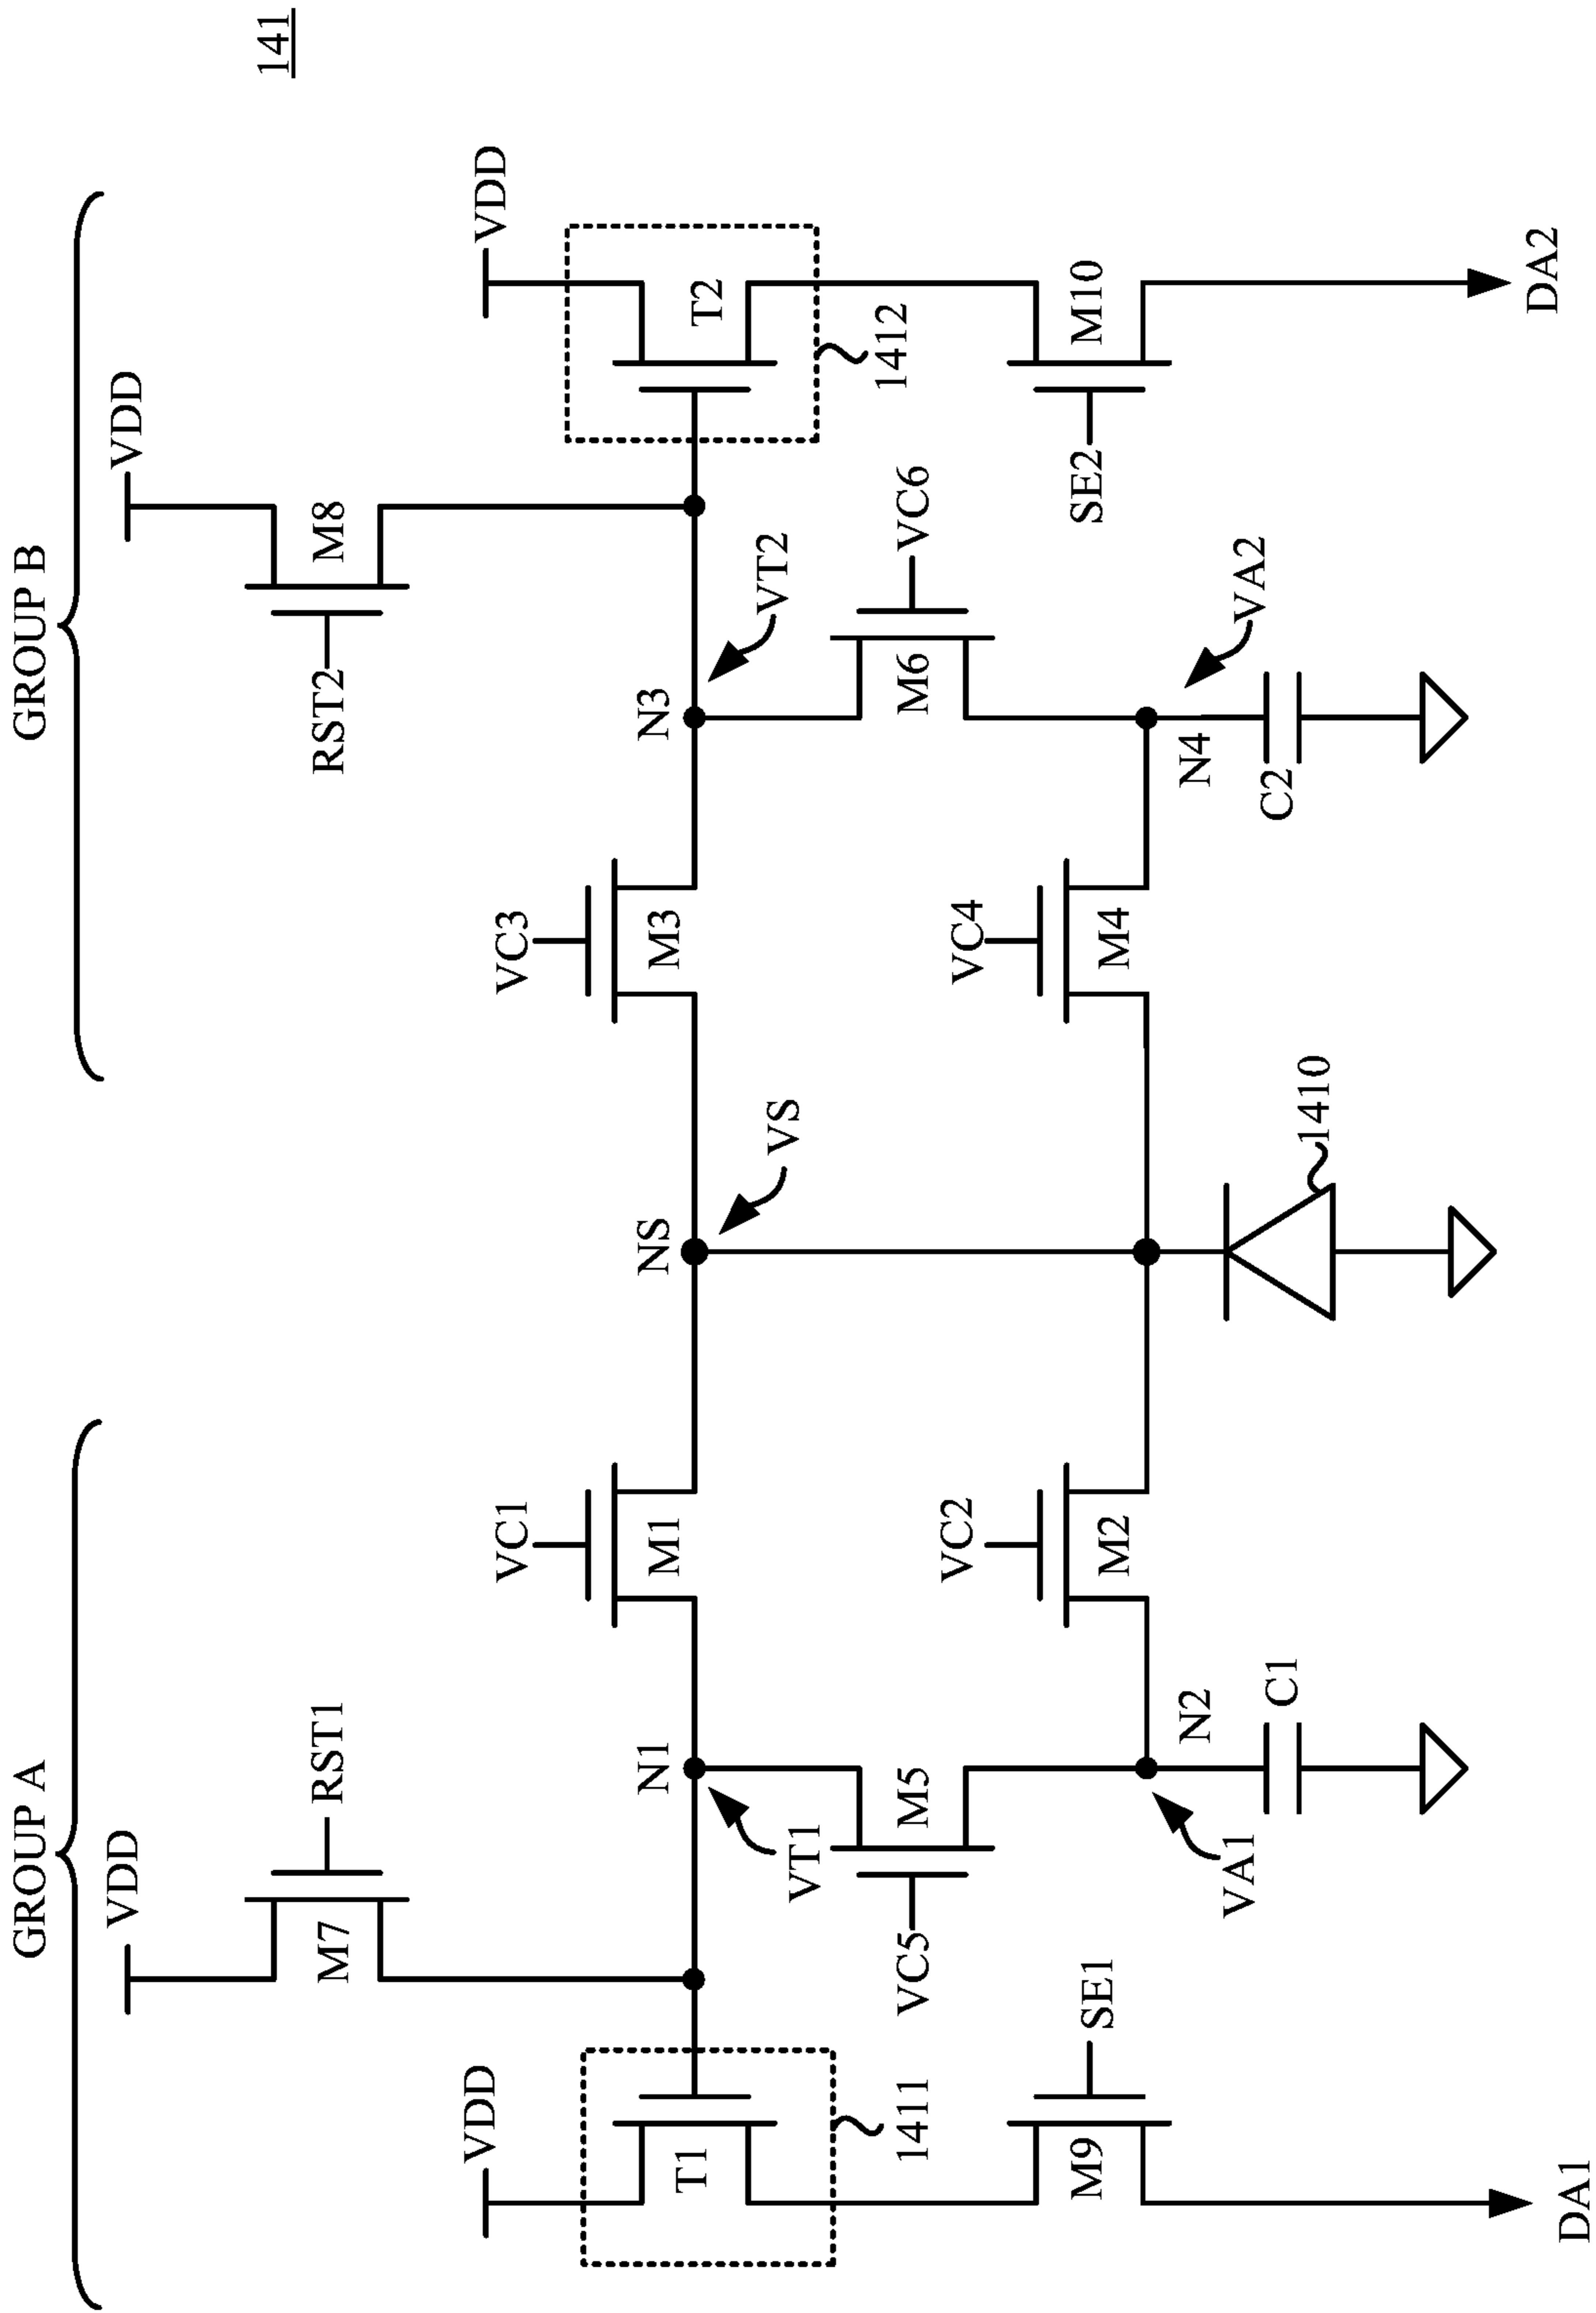 141
GROUP A
GROUP B
VDD
VDD
M7
RST1
RST2
M8
VDD
VC1
VC3
VDD
T1
N1
M1
NS
M3
N3
T2
VT1
VS
VT2
1411
VC5
M5
M6
VC6
1412
VC2
VC4
M9
SE1
M2
M4
SE2
M10
N2
N4
VA1
VA2
C1
1410
C2
DA1
DA2